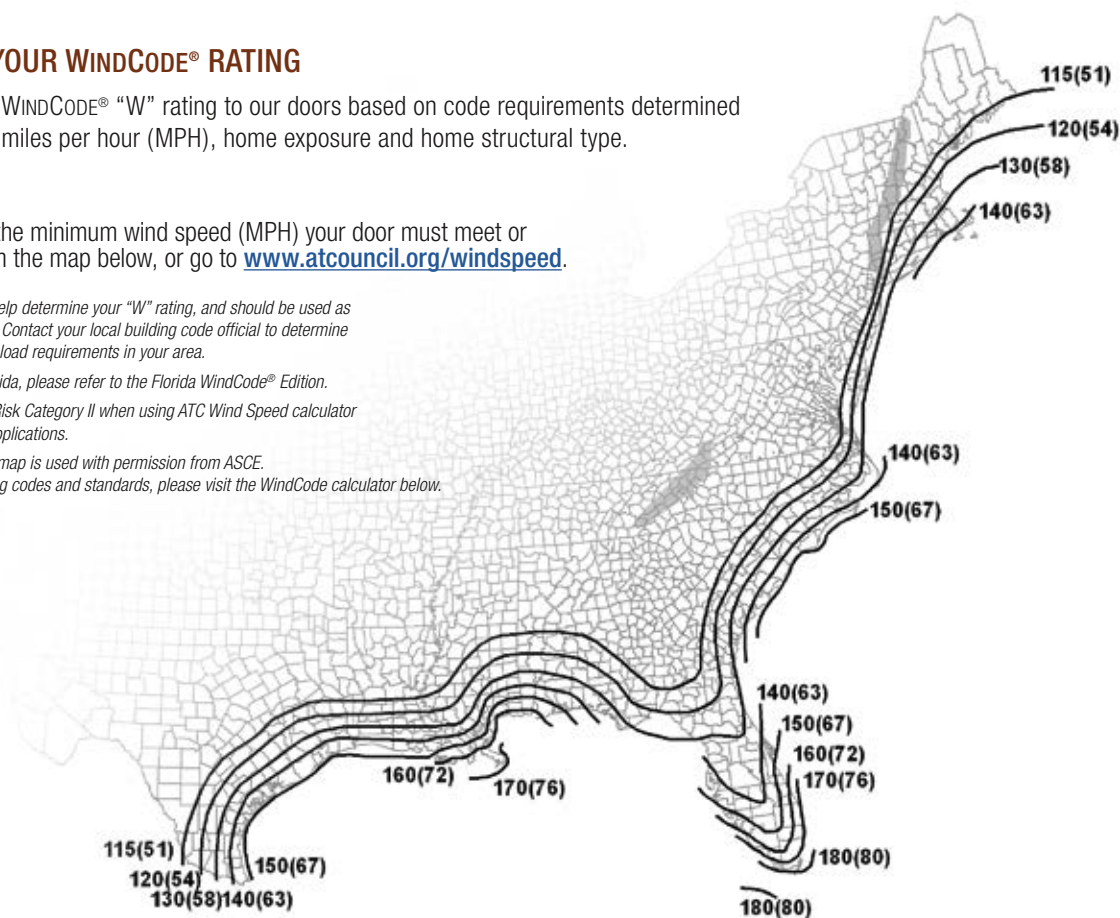 YOUR WINDCODE® RATING
WINDCODE® “W” rating to our doors based on code requirements determined
miles per hour (MPH), home exposure and home structural type.
the minimum wind speed (MPH) your door must meet or
the map below, or go to www.atcouncil.org/windspeed.
elp determine your “W” rating, and should be used as
Contact your local building code official to determine
load requirements in your area.
ida, please refer to the Florida WindCode® Edition.
Risk Category II when using ATC Wind Speed calculator
pplications.
map is used with permission from ASCE.
g codes and standards, please visit the WindCode calculator below.
115(51)
120(54)
130(58)
140(63)
140(63)
150(67)
140(63)
150(67)
160(72)
170(76)
160(72)
170(76)
115(51)
120(54)
130(58)
140(63)
150(67)
180(80)
180(80)